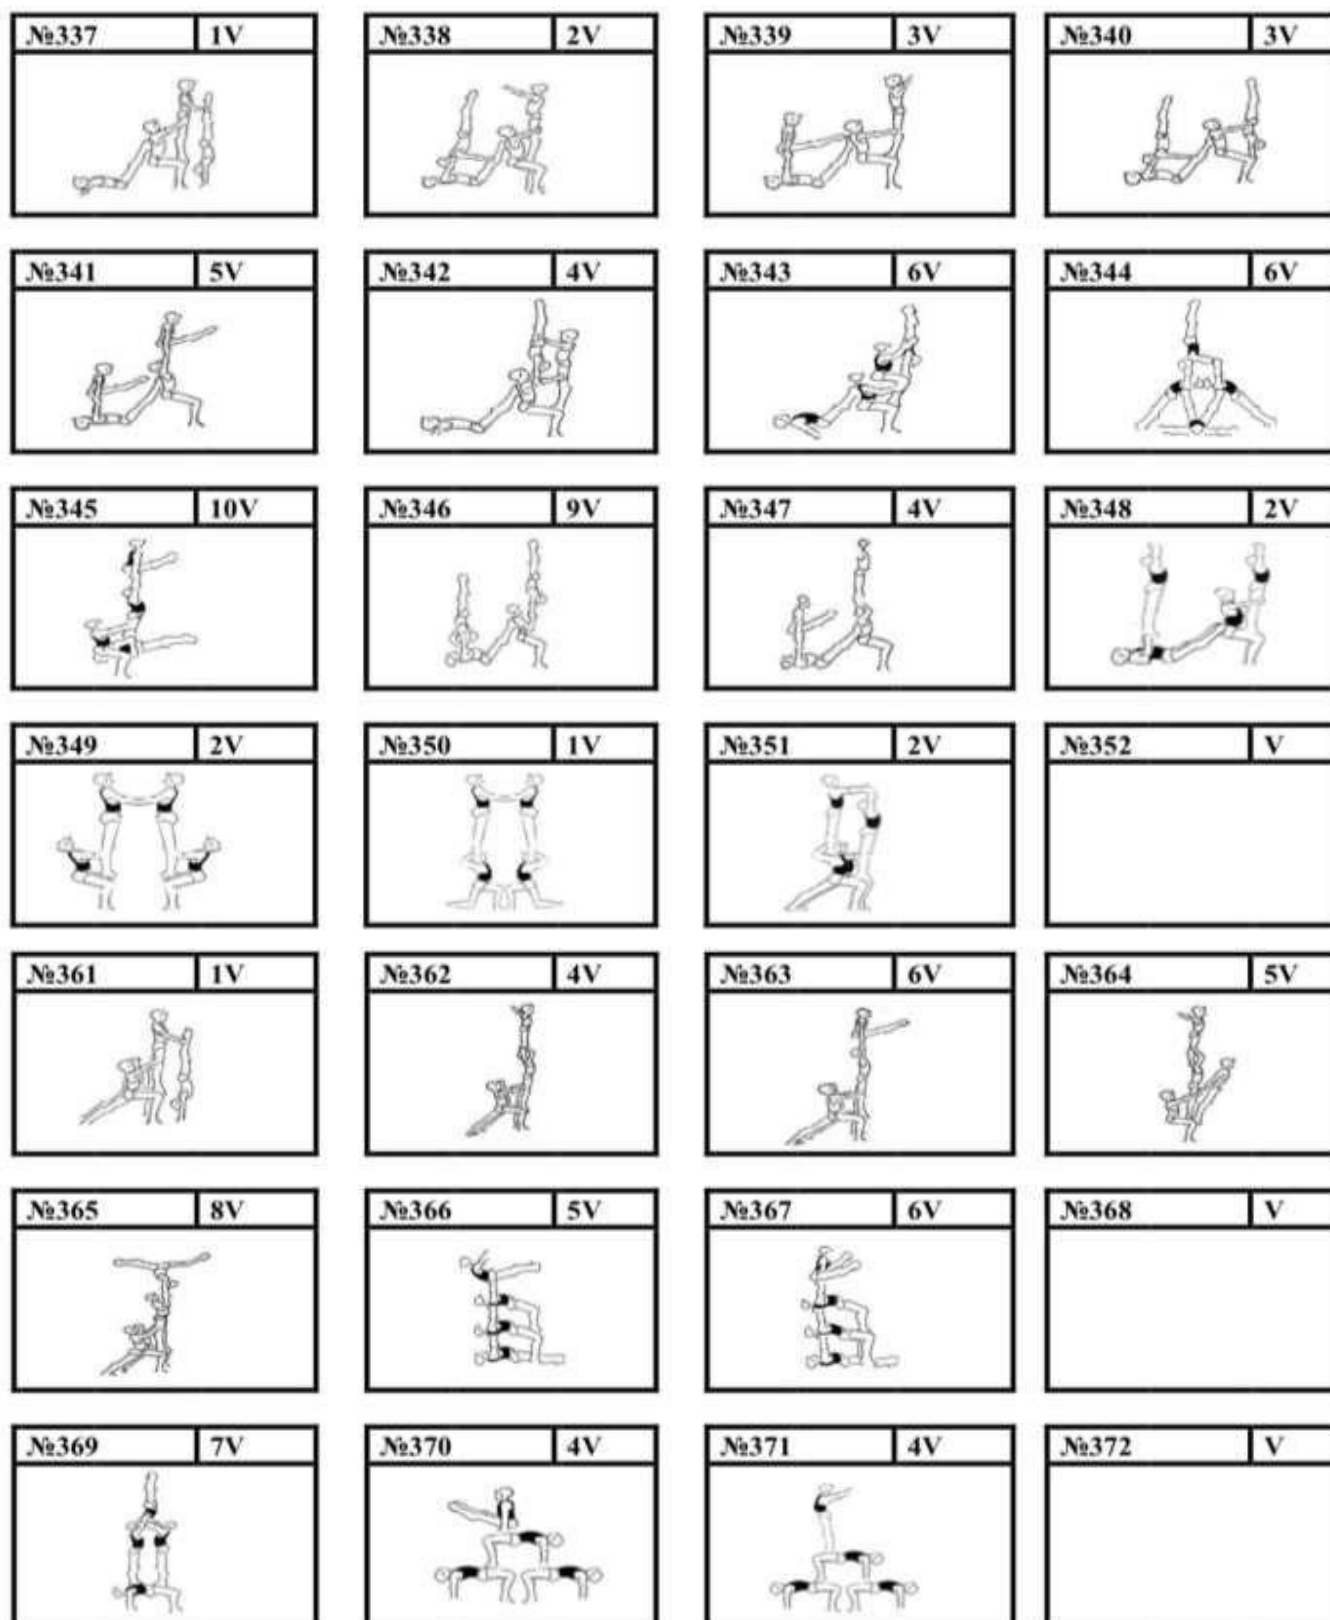 №337 1V №338 2V №339 3V №340 3V
№341 5V №342 4V №343 6V №344 6V
№345 10V №346 9V №347 4V №348 2V
№349 2V №350 1V №351 2V №352 V
№361 1V №362 4V №363 6V №364 5V
№365 8V №366 5V №367 6V №368 V
№369 7V №370 4V №371 4V №372 V